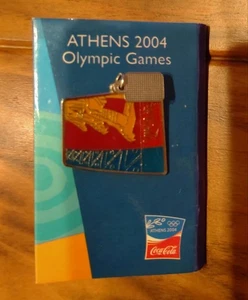 ATHENS 2004
Olympic Games
ATHENS 2004
Coca-Cola